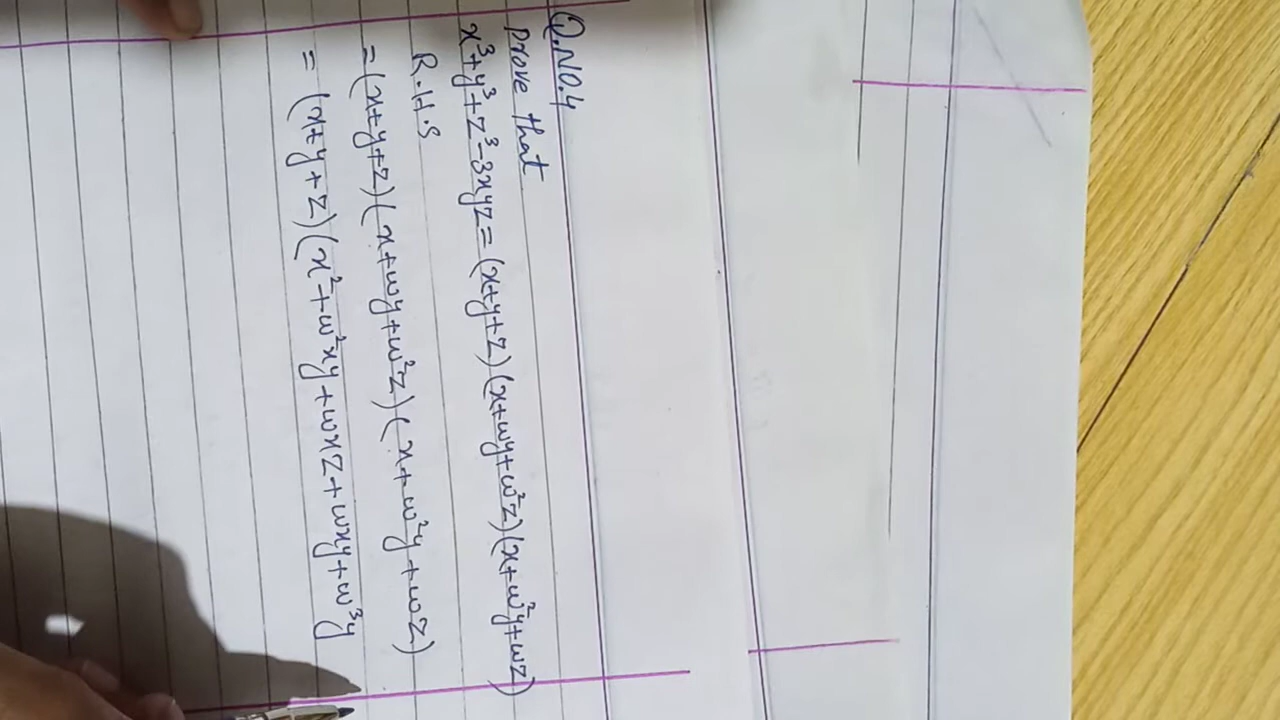 Q.NO.4
prove that
x³+y³+z³-3xyz=(x+y+z)(x+ωy+ω²z)(x+ω²y+ωz)
R.H.S
=(x+y+z)(x+ωy+ω²z)(x+ω²y+ωz)
=(x+y+z)(x²+ω²xy+ωxz+ωxy+ω³y